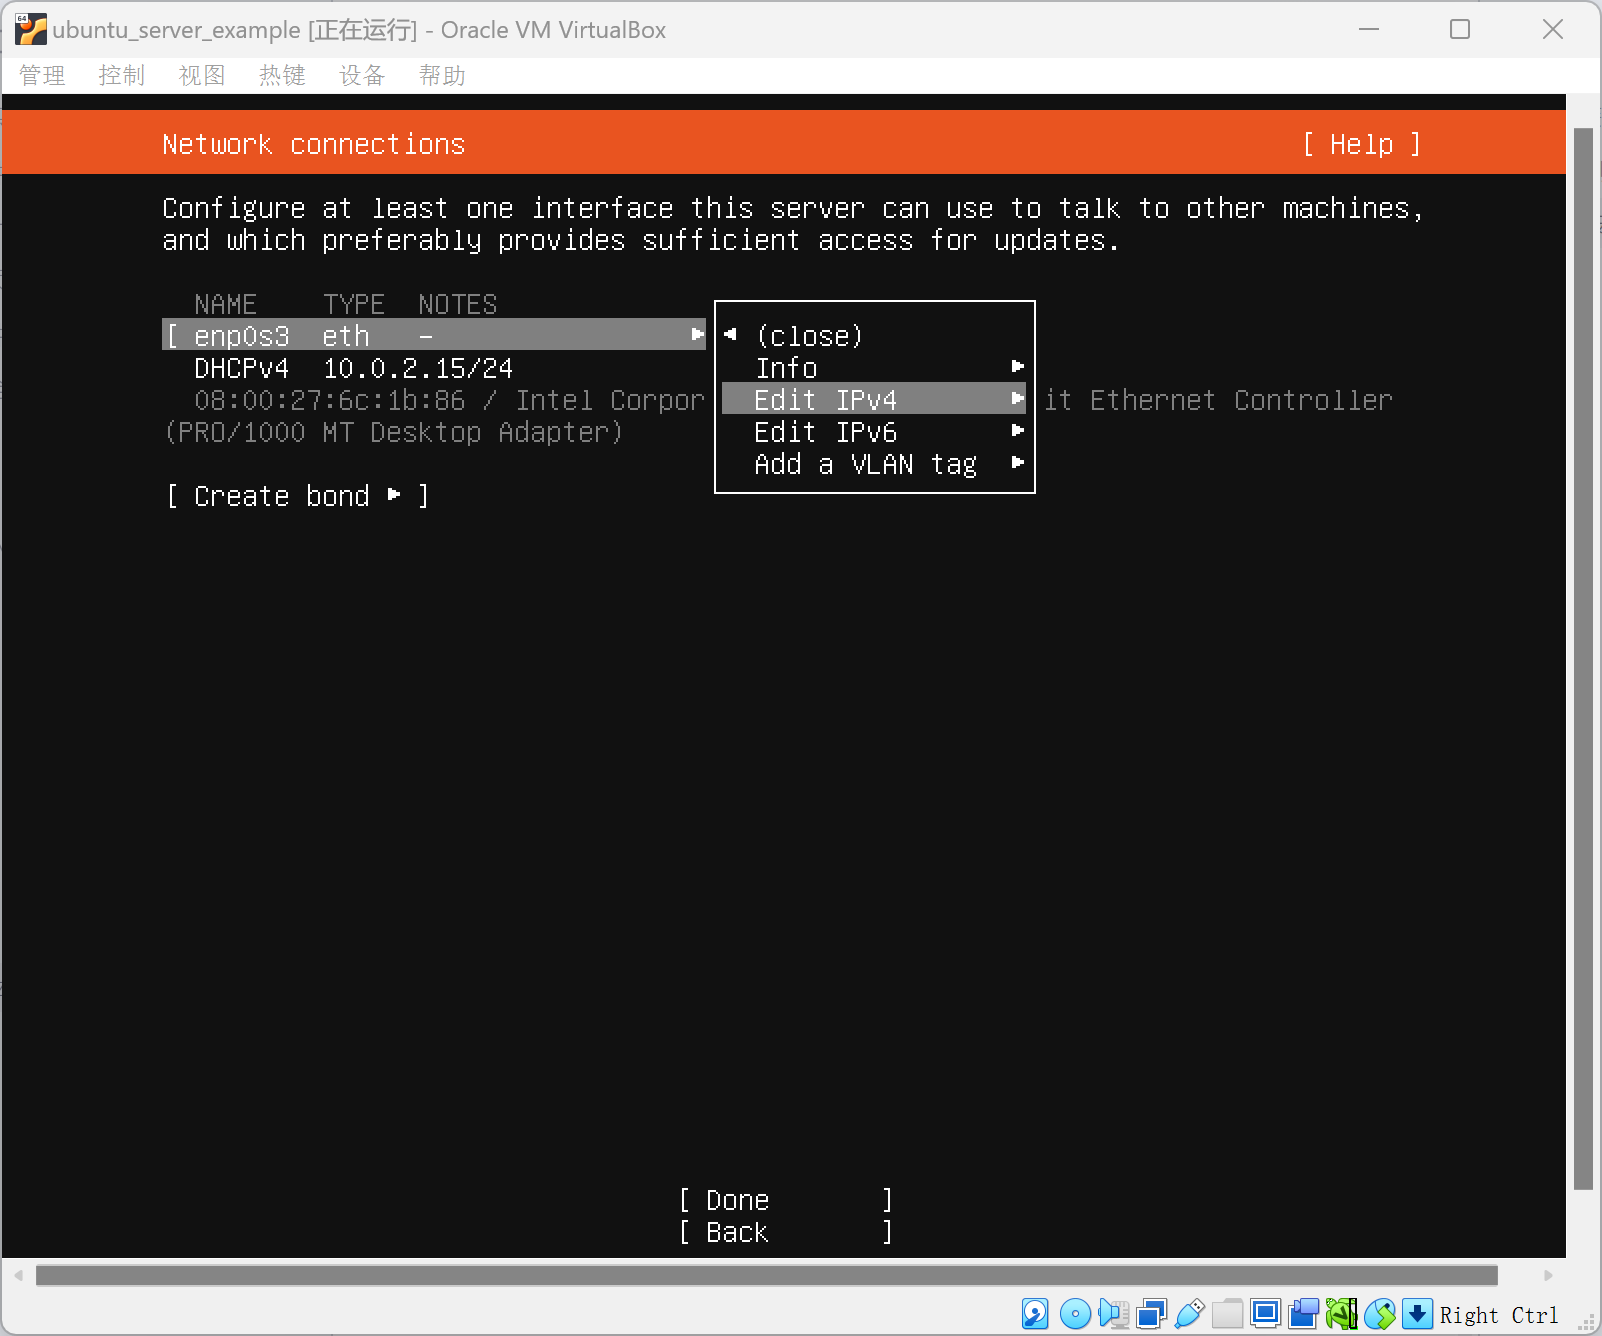 ubuntu_server_example [正在运行] - Oracle VM VirtualBox
管理 控制 视图 热键 设备 帮助
Network connections [ Help ]
Configure at least one interface this server can use to talk to other machines,
and which preferably provides sufficient access for updates.
NAME TYPE NOTES
[ enp0s3 eth – ▸
DHCPv4 10.0.2.15/24
08:00:27:6c:1b:86 / Intel Corpor
it Ethernet Controller
(PRO/1000 MT Desktop Adapter)
◂ (close)
Info ▸
Edit IPv4 ▸
Edit IPv6 ▸
Add a VLAN tag ▸
[ Create bond ▸ ]
[ Done ]
[ Back ]
Right Ctrl